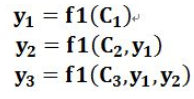 y₁ = f1(C₁)↵
y₂ = f1(C₂,y₁)
y₃ = f1(C₃,y₁,y₂)